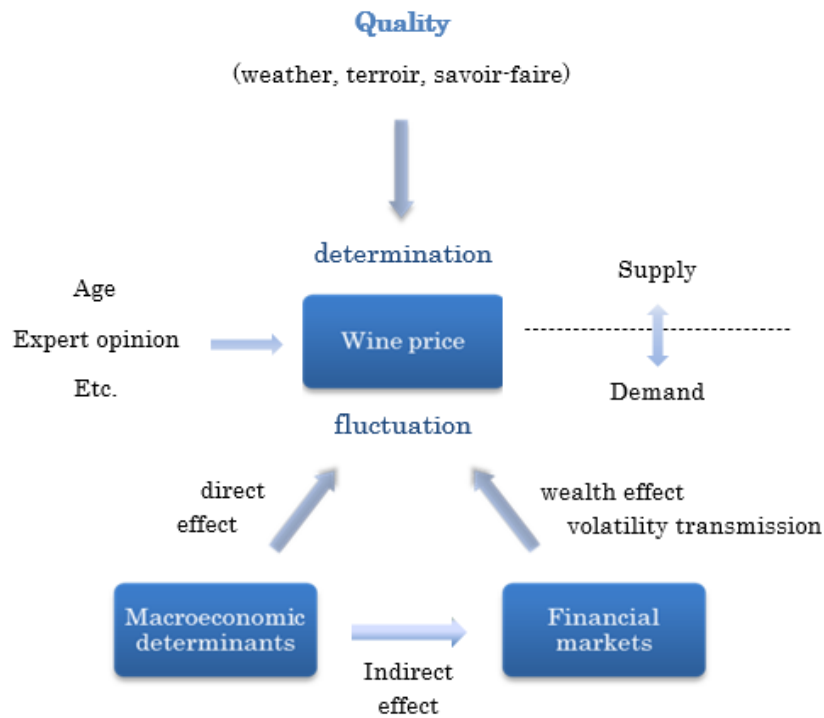 Quality
(weather, terroir, savoir-faire)
determination
Age
Expert opinion
Etc.
Wine price
Supply
Demand
fluctuation
direct
effect
wealth effect
volatility transmission
Macroeconomic
determinants
Indirect
effect
Financial
markets